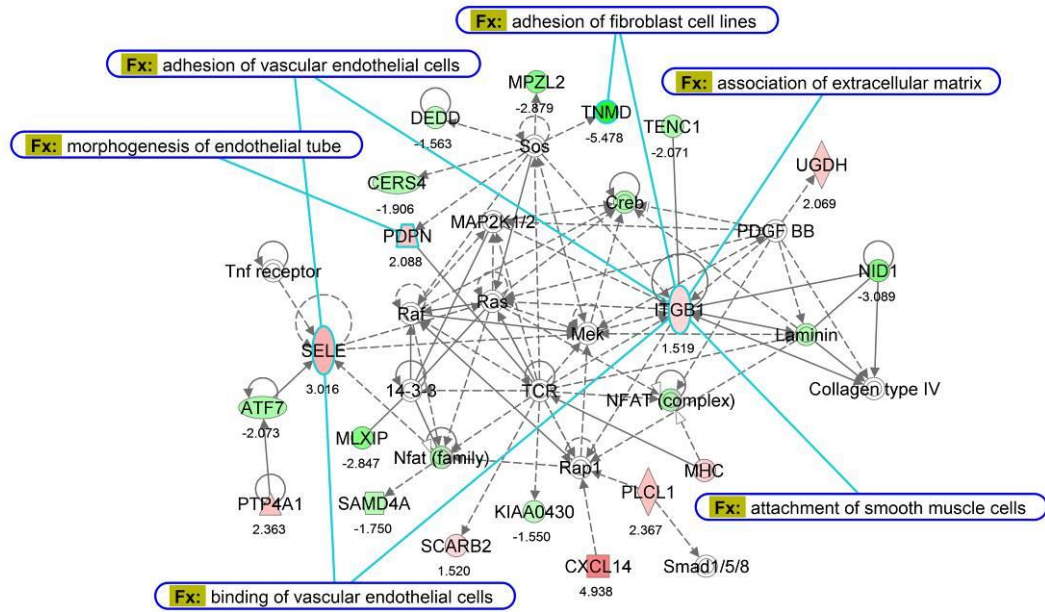 Fx: adhesion of fibroblast cell lines
Fx: adhesion of vascular endothelial cells
Fx: association of extracellular matrix
Fx: morphogenesis of endothelial tube
MPZL2
-2.879
TNMD
-5.478
DEDD
-1.563
TENC1
-2.071
Sos
UGDH
2.069
CERS4
-1.906
Creb
MAP2K1/2
PDGF BB
PDPN
2.088
Tnf receptor
NID1
-3.089
Ras
Raf
ITGB1
1.519
Mek
Laminin
SELE
3.016
14-3-3
TCR
Collagen type IV
NFAT (complex)
ATF7
-2.073
MLXIP
-2.847
Nfat (family)
Rap1
MHC
PTP4A1
2.363
SAMD4A
-1.750
KIAA0430
-1.550
PLCL1
2.367
Fx: attachment of smooth muscle cells
SCARB2
1.520
CXCL14
4.938
Smad1/5/8
Fx: binding of vascular endothelial cells